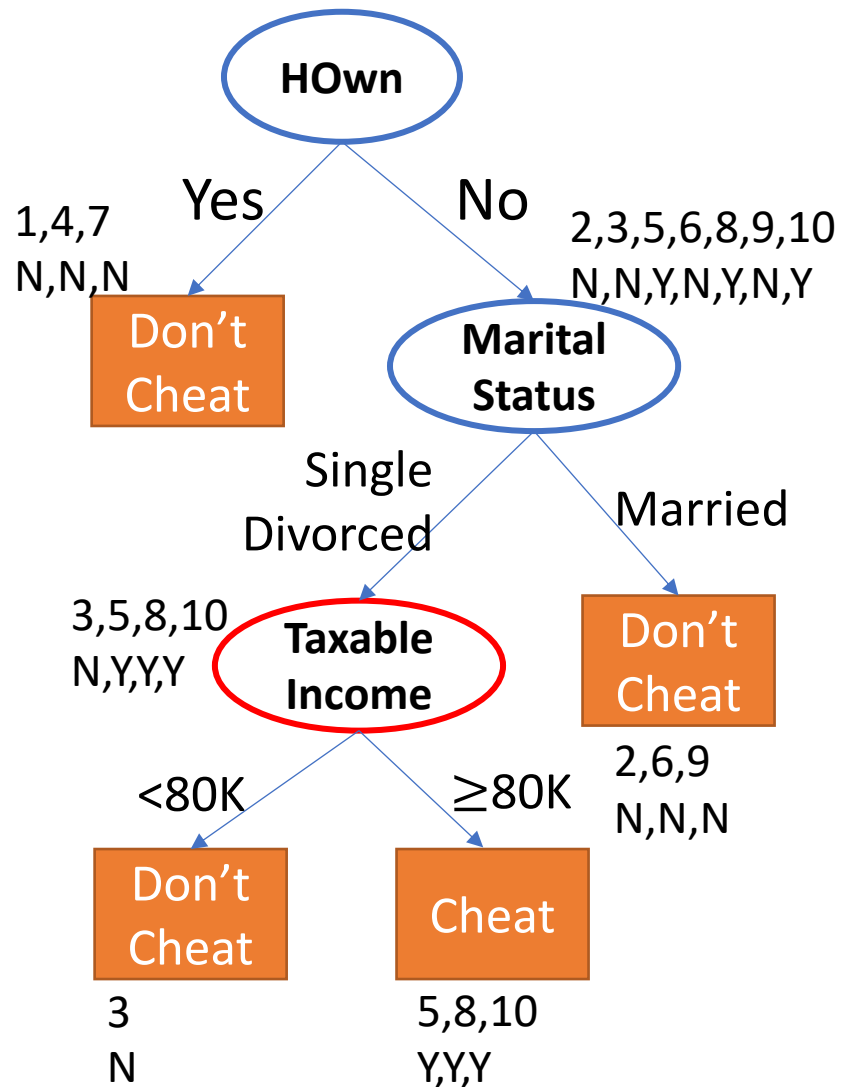 HOwn
Yes
No
1,4,7
N,N,N
2,3,5,6,8,9,10
N,N,Y,N,Y,N,Y
Don't
Cheat
Marital
Status
Single
Divorced
Married
3,5,8,10
N,Y,Y,Y
Taxable
Income
Don't
Cheat
2,6,9
N,N,N
<80K
≥80K
Don't
Cheat
Cheat
3
N
5,8,10
Y,Y,Y